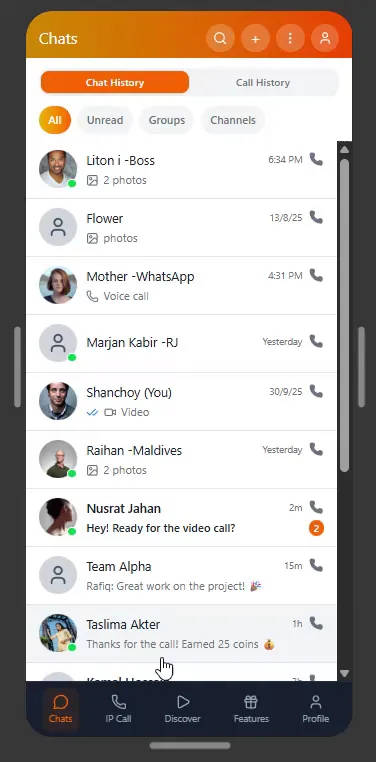 Chats
Chat History
Call History
All
Unread
Groups
Channels
Liton i -Boss
6:34 PM
2 photos
Flower
13/8/25
photos
Mother -WhatsApp
4:31 PM
Voice call
Marjan Kabir -RJ
Yesterday
Shanchoy (You)
30/9/25
Video
Raihan -Maldives
Yesterday
2 photos
Nusrat Jahan
2m
Hey! Ready for the video call?
2
Team Alpha
15m
Rafiq: Great work on the project! 🎉
Taslima Akter
1h
Thanks for the call! Earned 25 coins 💰
Chats
IP Call
Discover
Features
Profile